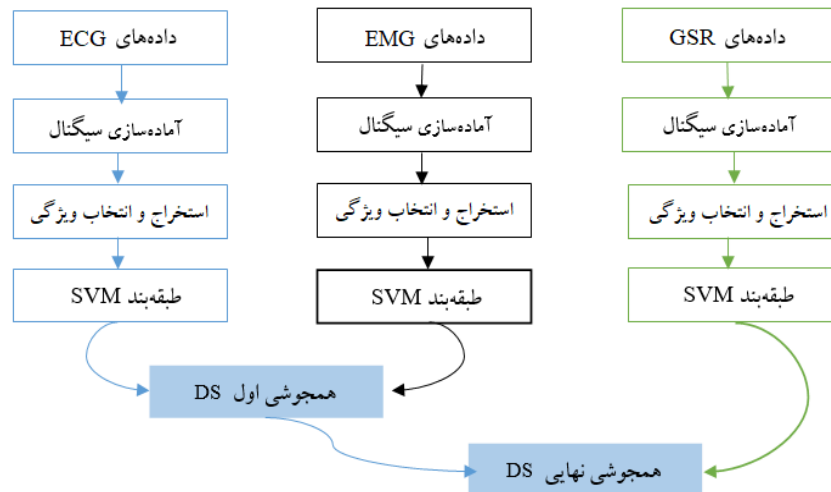 داده‌های ECG
آماده‌سازی سیگنال
استخراج و انتخاب ویژگی
طبقه‌بند SVM
داده‌های EMG
آماده‌سازی سیگنال
استخراج و انتخاب ویژگی
طبقه‌بند SVM
داده‌های GSR
آماده‌سازی سیگنال
استخراج و انتخاب ویژگی
طبقه‌بند SVM
همجوشی اول DS
همجوشی نهایی DS